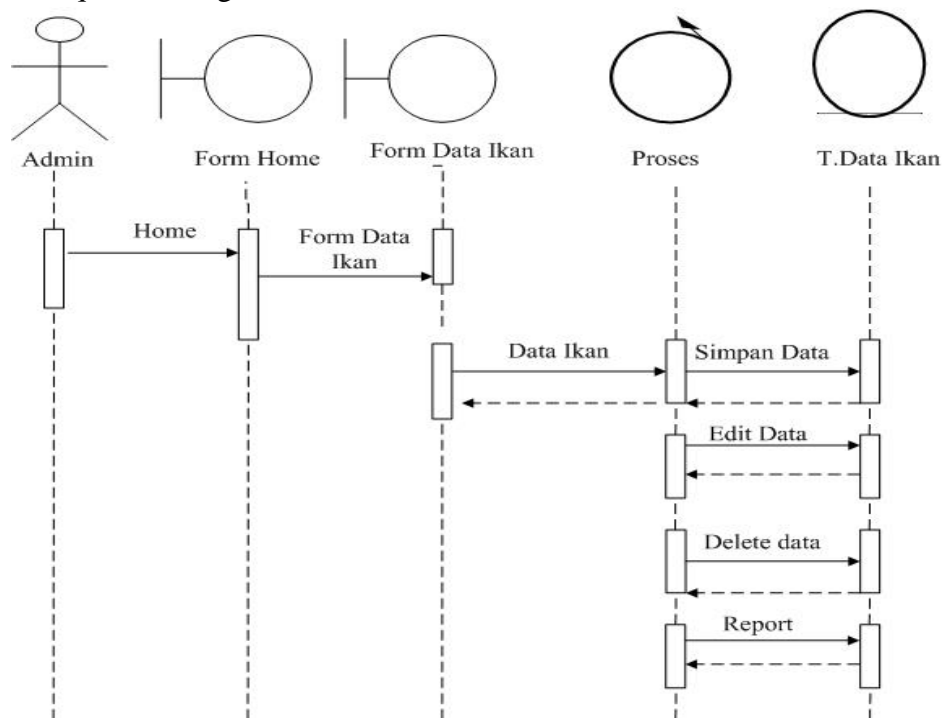 Admin
Form Home
Form Data Ikan
Proses
T.Data Ikan
Home
Form Data
Ikan
Data Ikan
Simpan Data
Edit Data
Delete data
Report